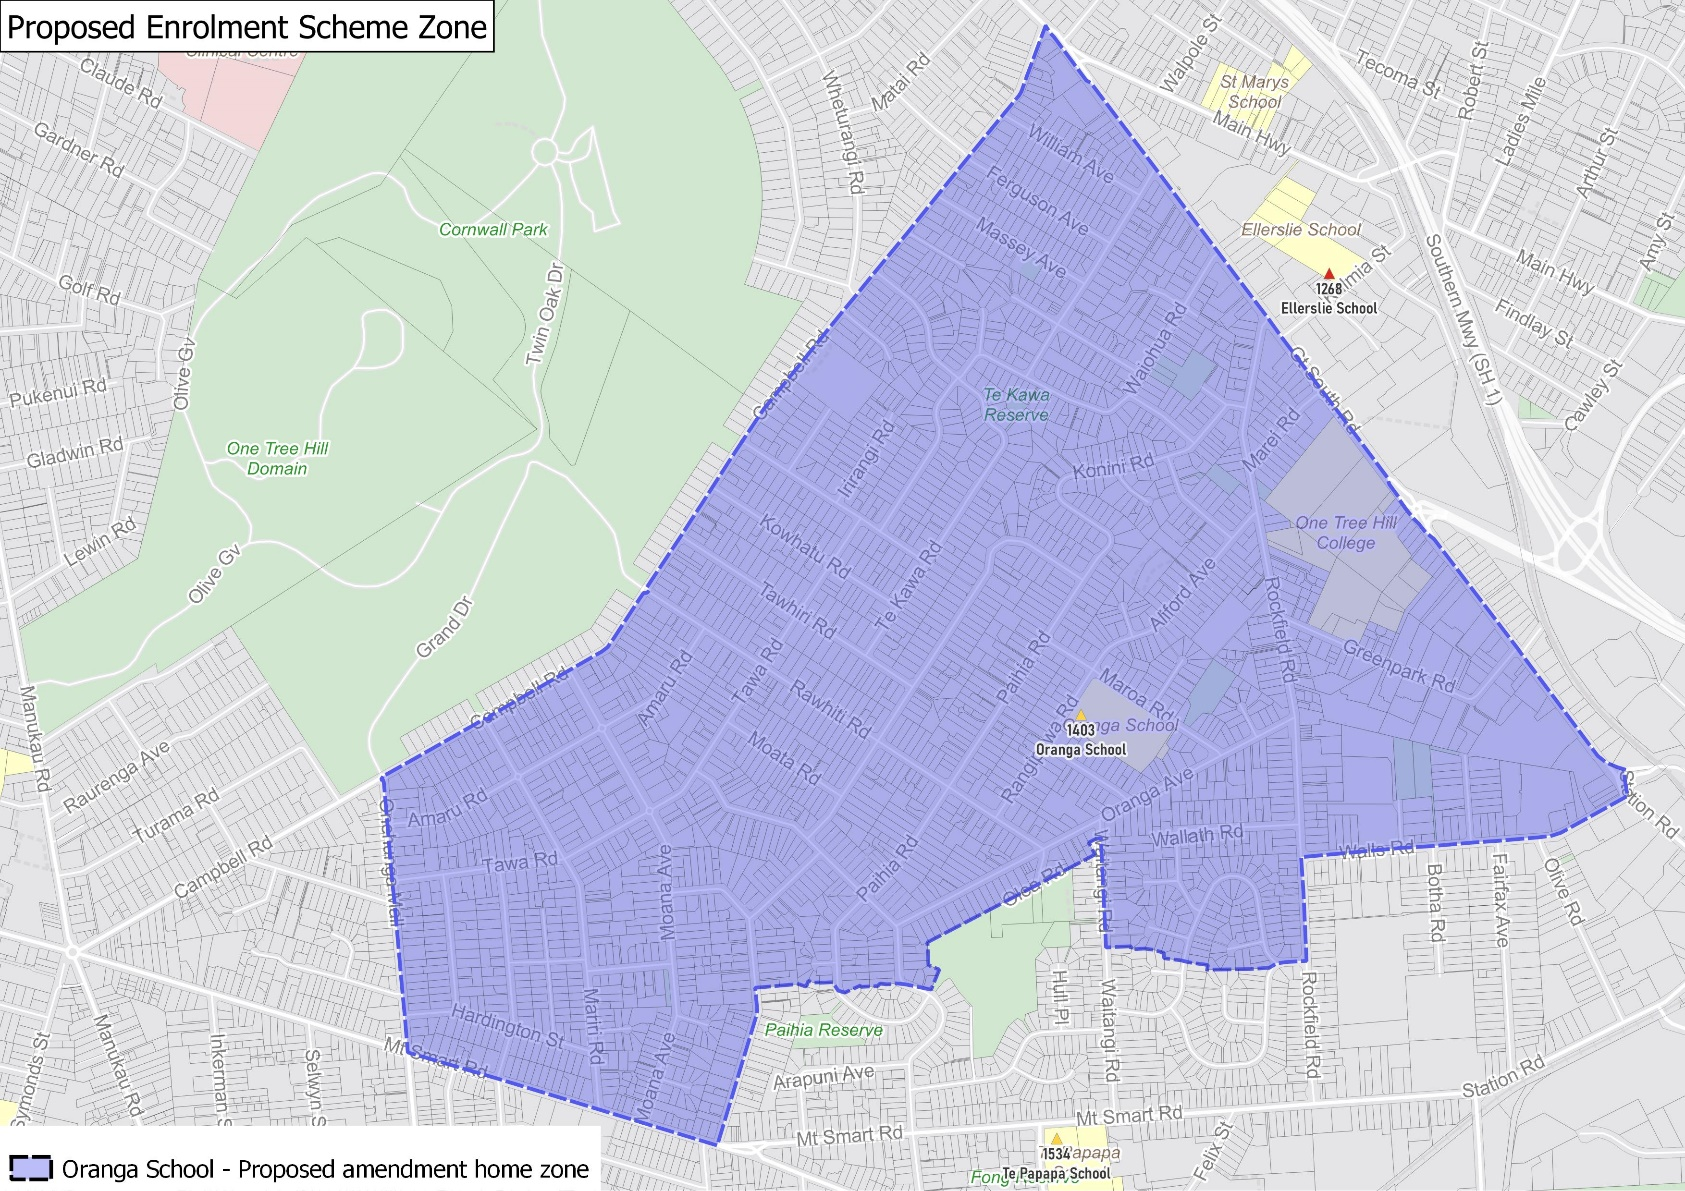 Proposed Enrolment Scheme Zone
Claude Rd
Gardner Rd
Golf Rd
Olive Gv
Pukenui Rd
Gladwin Rd
Lewin Rd
Olive Gv
Manukau Rd
Cornwall Park
Twin Oak Dr
One Tree Hill
Domain
Grand Dr
Wheturangi Rd
Matai Rd
Walpole St
St Marys
School
Main Hwy
Tecoma St
Robert St
Ladies Mile
Arthur St
Amy St
Ellerslie School
1268
Ellerslie School
Southern Mwy (SH 1)
Main Hwy
Findlay St
Cawley St
William Ave
Ferguson Ave
Massey Ave
Waiohua Rd
Gt South Rd
Campbell Rd
Te Kawa
Reserve
Irirangi Rd
Konini Rd
Marei Rd
One Tree Hill
College
Kowhatu Rd
Te Kawa Rd
Tawhiri Rd
Aliford Ave
Rockfield Rd
Greenpark Rd
Amaru Rd
Tawa Rd
Rawhiti Rd
Paihia Rd
Maroa Rd
Oranga School
1403
Oranga School
Moata Rd
Oranga Ave
Wallath Rd
Walls Rd
Station Rd
Campbell Rd
Raurenga Ave
Turama Rd
Campbell Rd
Amaru Rd
Tawa Rd
Moana Ave
Paihia Rd
Olea Rd
Waitangi Rd
Botha Rd
Fairfax Ave
Olive Rd
Hardington St
Mauri Rd
Moana Ave
Mt Smart Rd
Paihia Reserve
Arapuni Ave
Hull Pl
Waitangi Rd
Rockfield Rd
Symonds St
Manukau Rd
Inkerman S
Selwyn S
Mt Smart Rd
Mt Smart Rd
Station Rd
Felix St
1534
Te Papapa School
Oranga School - Proposed amendment home zone